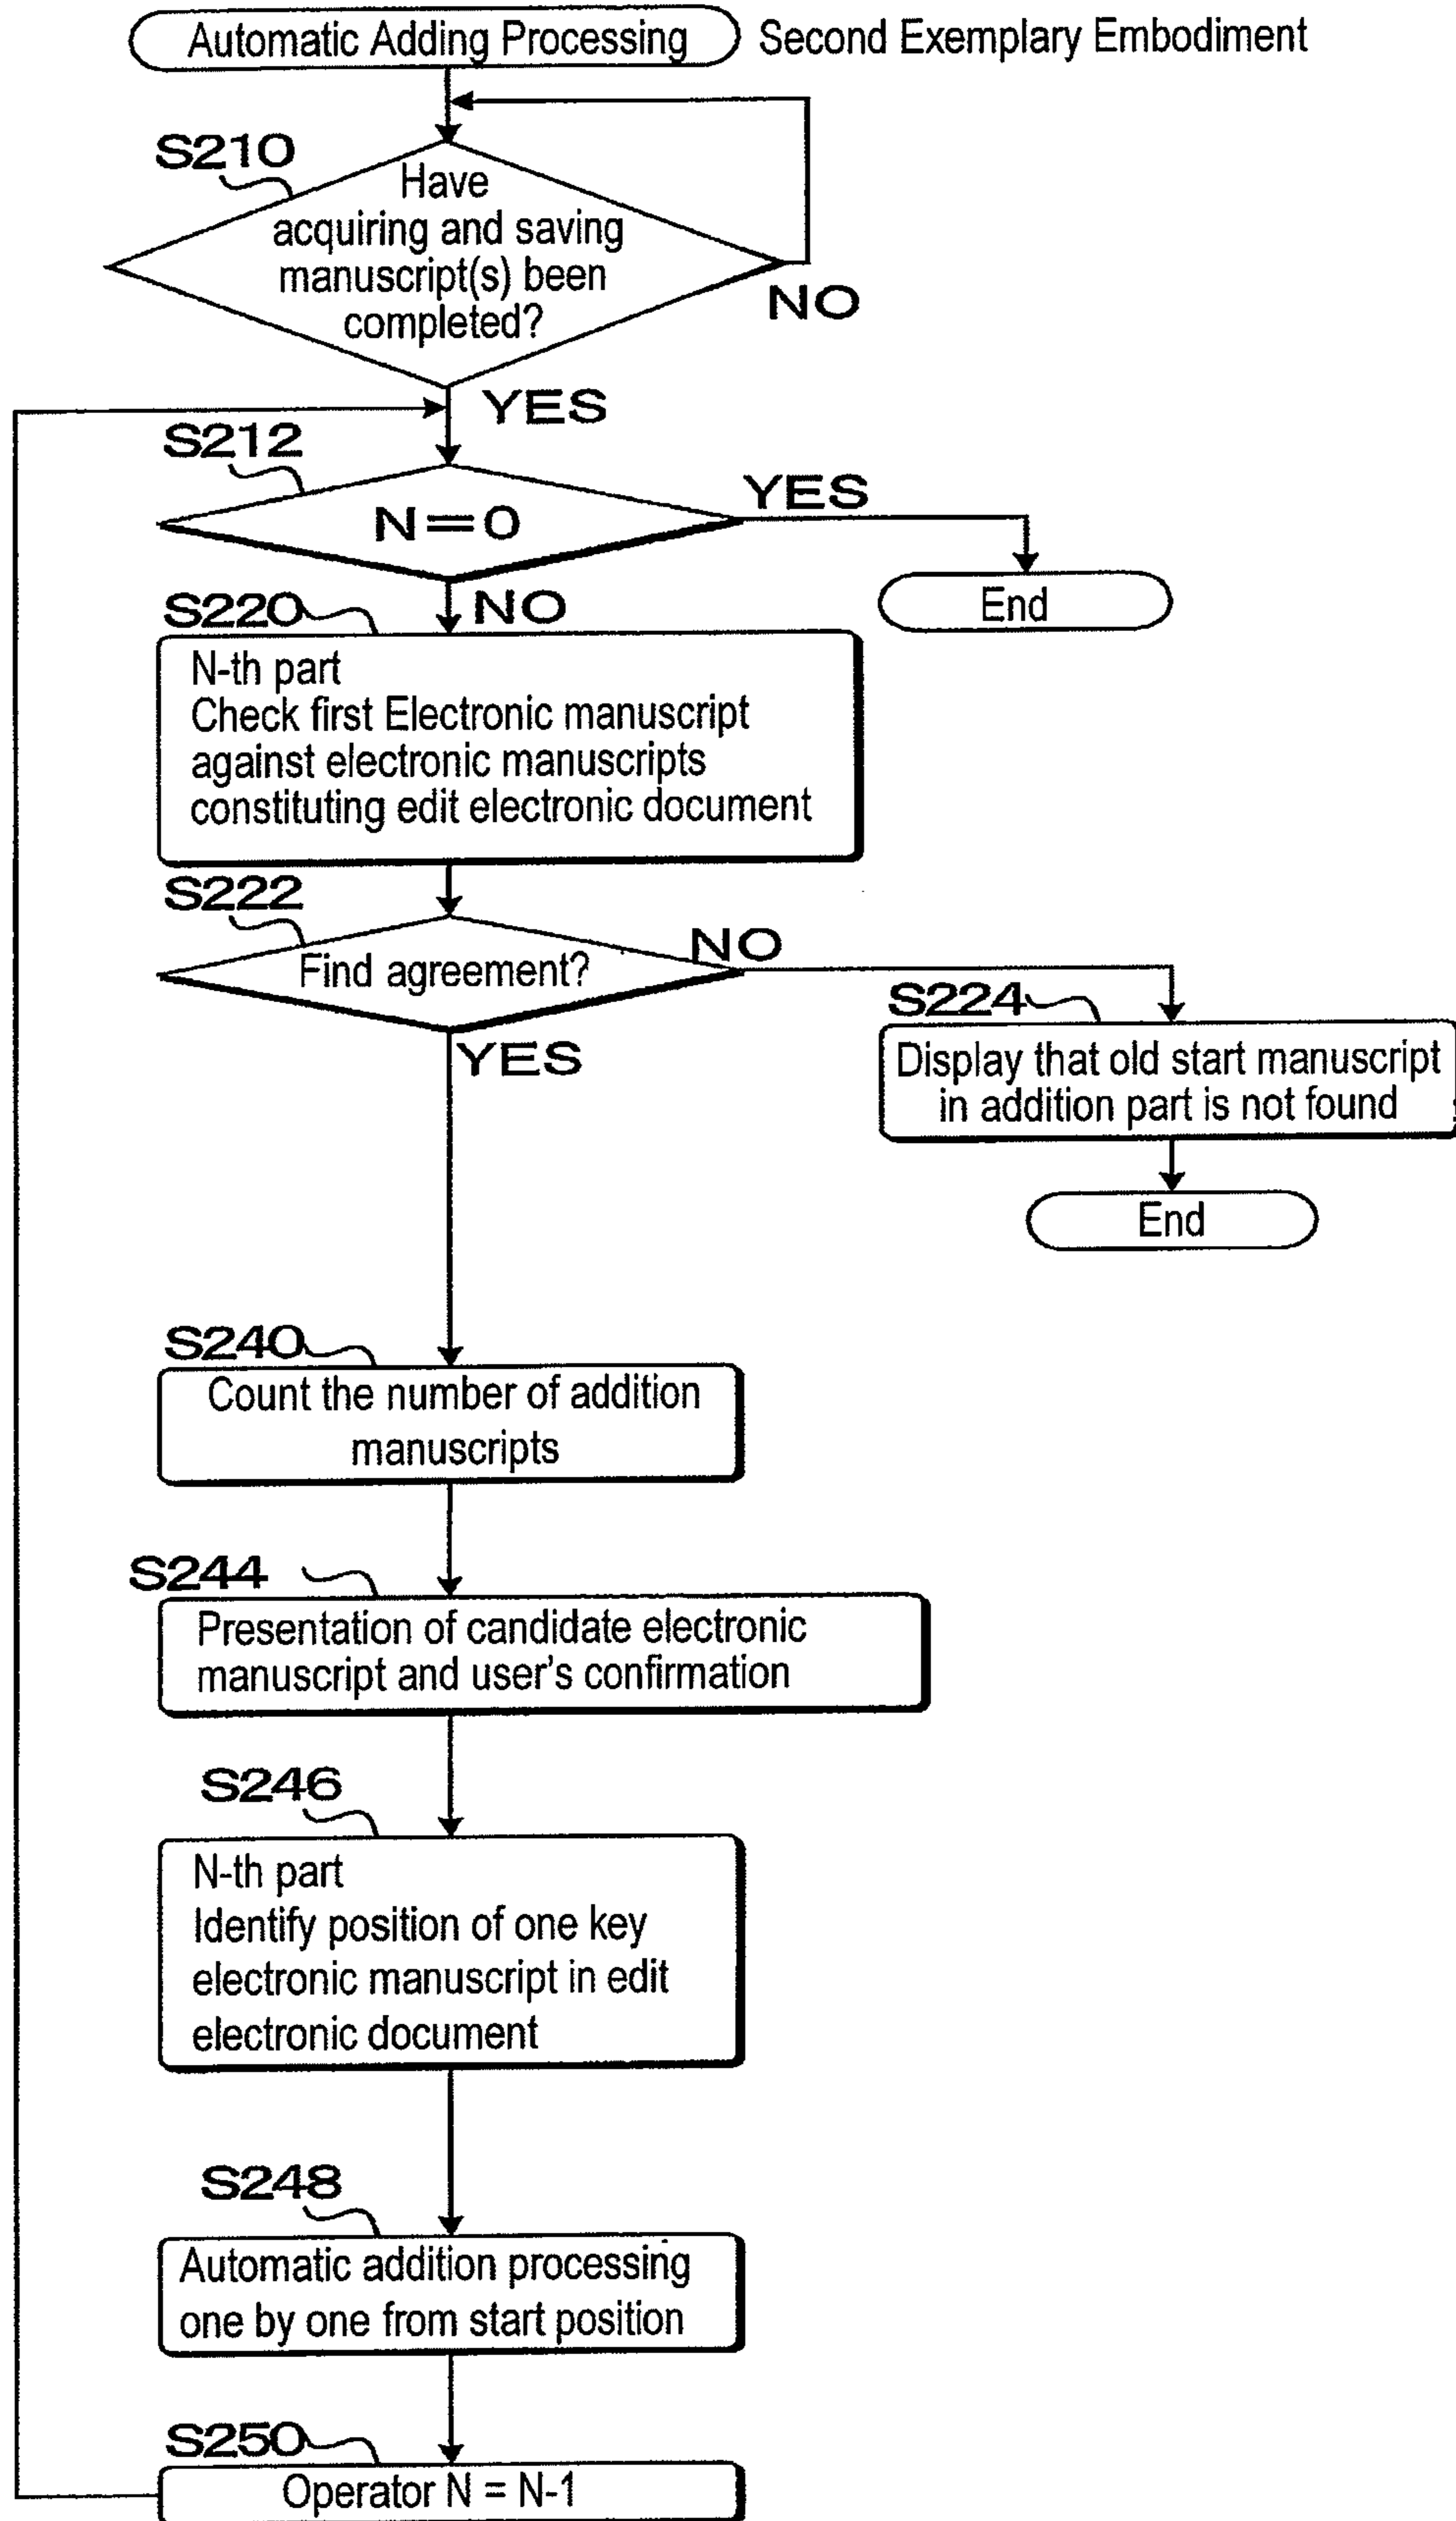 Automatic Adding Processing
Second Exemplary Embodiment
S210
Have
acquiring and saving
manuscript(s) been
completed?
NO
YES
S212
N=0
YES
End
NO
S220
N-th part
Check first Electronic manuscript
against electronic manuscripts
constituting edit electronic document
S222
Find agreement?
NO
S224
Display that old start manuscript
in addition part is not found
End
YES
S240
Count the number of addition
manuscripts
S244
Presentation of candidate electronic
manuscript and user's confirmation
S246
N-th part
Identify position of one key
electronic manuscript in edit
electronic document
S248
Automatic addition processing
one by one from start position
S250
Operator N = N-1